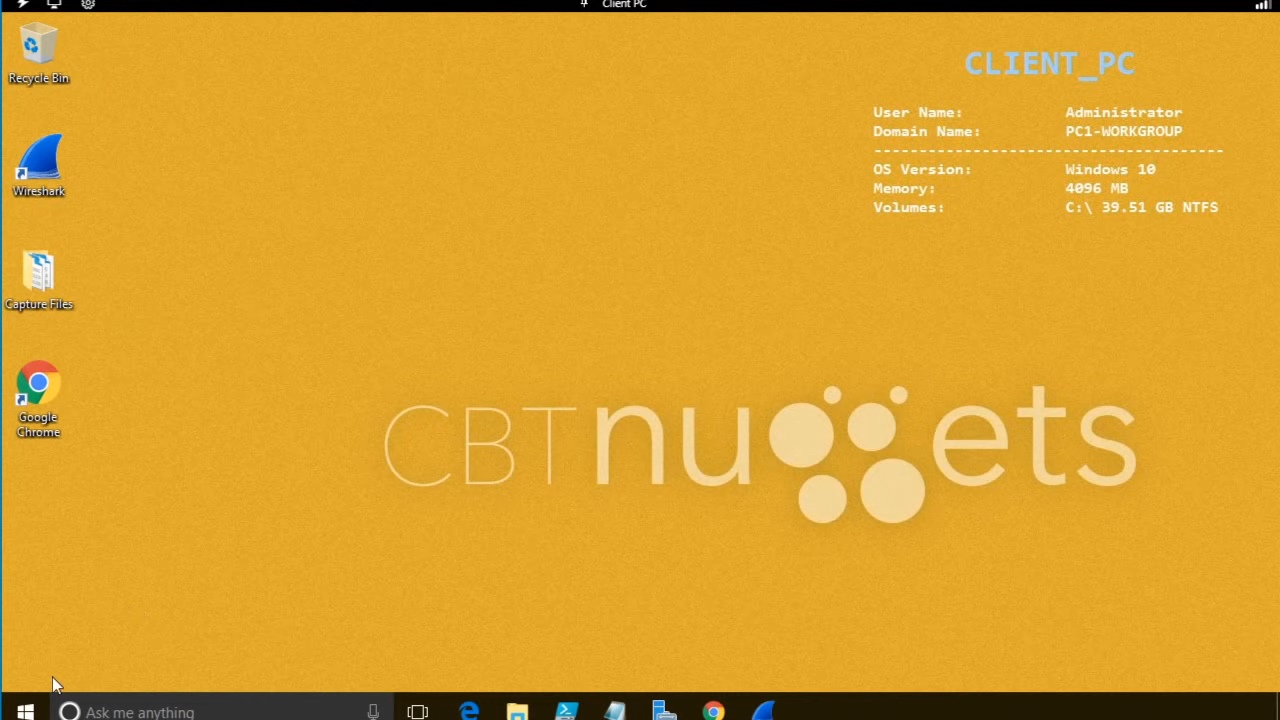 Client PC
Recycle Bin
Wireshark
Capture Files
Google
Chrome
CLIENT_PC
User Name: Administrator
Domain Name: PC1-WORKGROUP
---------------------------------------
OS Version: Windows 10
Memory: 4096 MB
Volumes: C:\ 39.51 GB NTFS
CBTnuggets
Ask me anything